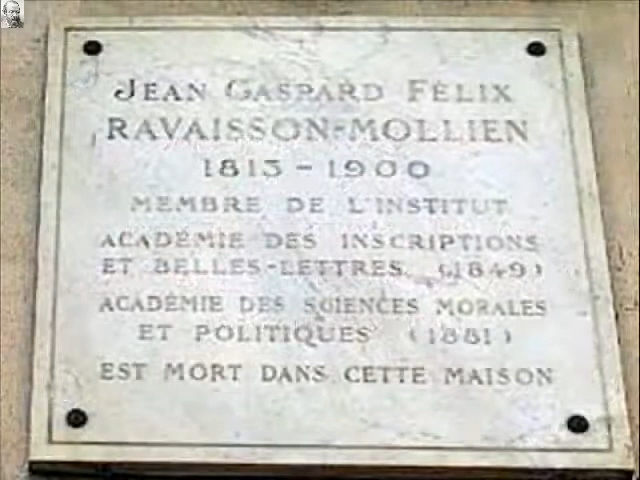 JEAN GASPARD FÉLIX
RAVAISSON-MOLLIEN
1813 - 1900
MEMBRE DE L'INSTITUT
ACADÉMIE DES INSCRIPTIONS
ET BELLES-LETTRES (1849)
ACADÉMIE DES SCIENCES MORALES
ET POLITIQUES (1881)
EST MORT DANS CETTE MAISON